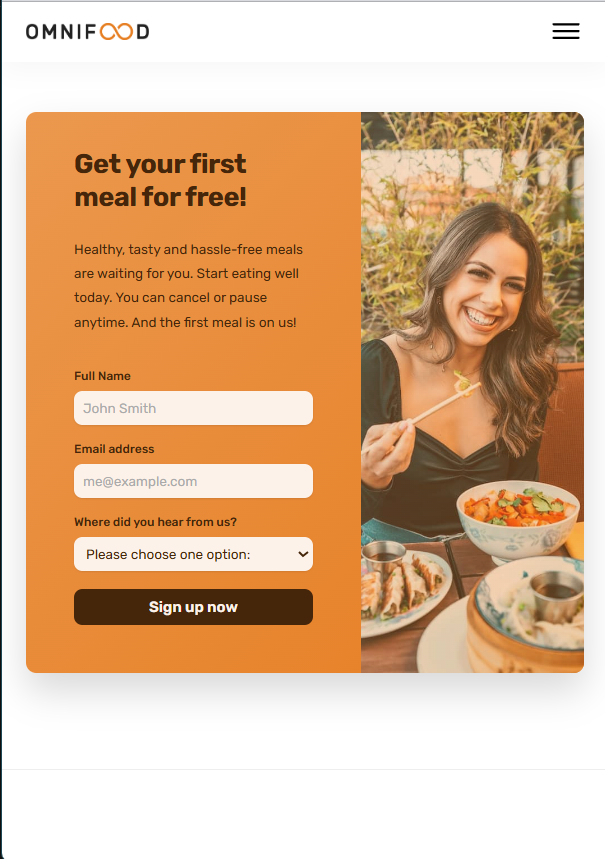 OMNIFOOD
Get your first
meal for free!
Healthy, tasty and hassle-free meals
are waiting for you. Start eating well
today. You can cancel or pause
anytime. And the first meal is on us!
Full Name
John Smith
Email address
me@example.com
Where did you hear from us?
Please choose one option:
Sign up now